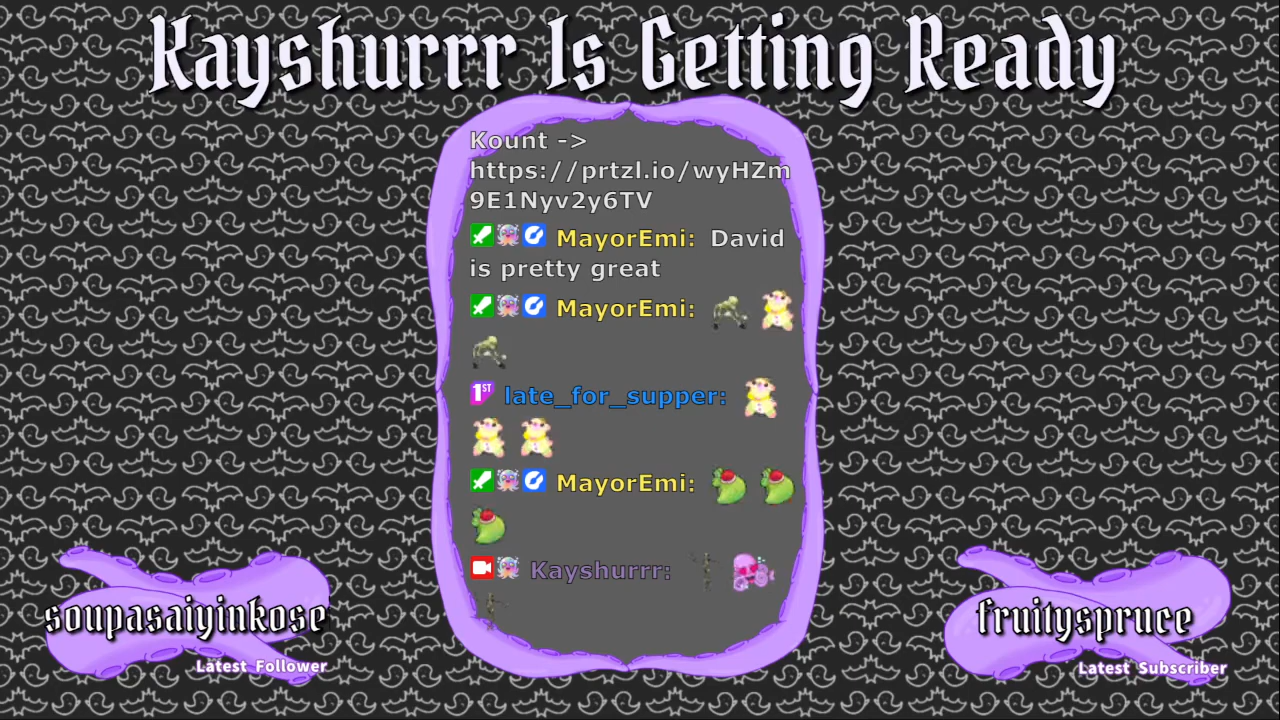 Kayshurrr Is Getting Ready
Kount ->
https://prtzl.io/wyHZm
9E1Nyv2y6TV
MayorEmi: David
is pretty great
MayorEmi:
1ST late_for_supper:
MayorEmi:
Kayshurrr:
soupasaiyinkose
Latest Follower
fruityspruce
Latest Subscriber